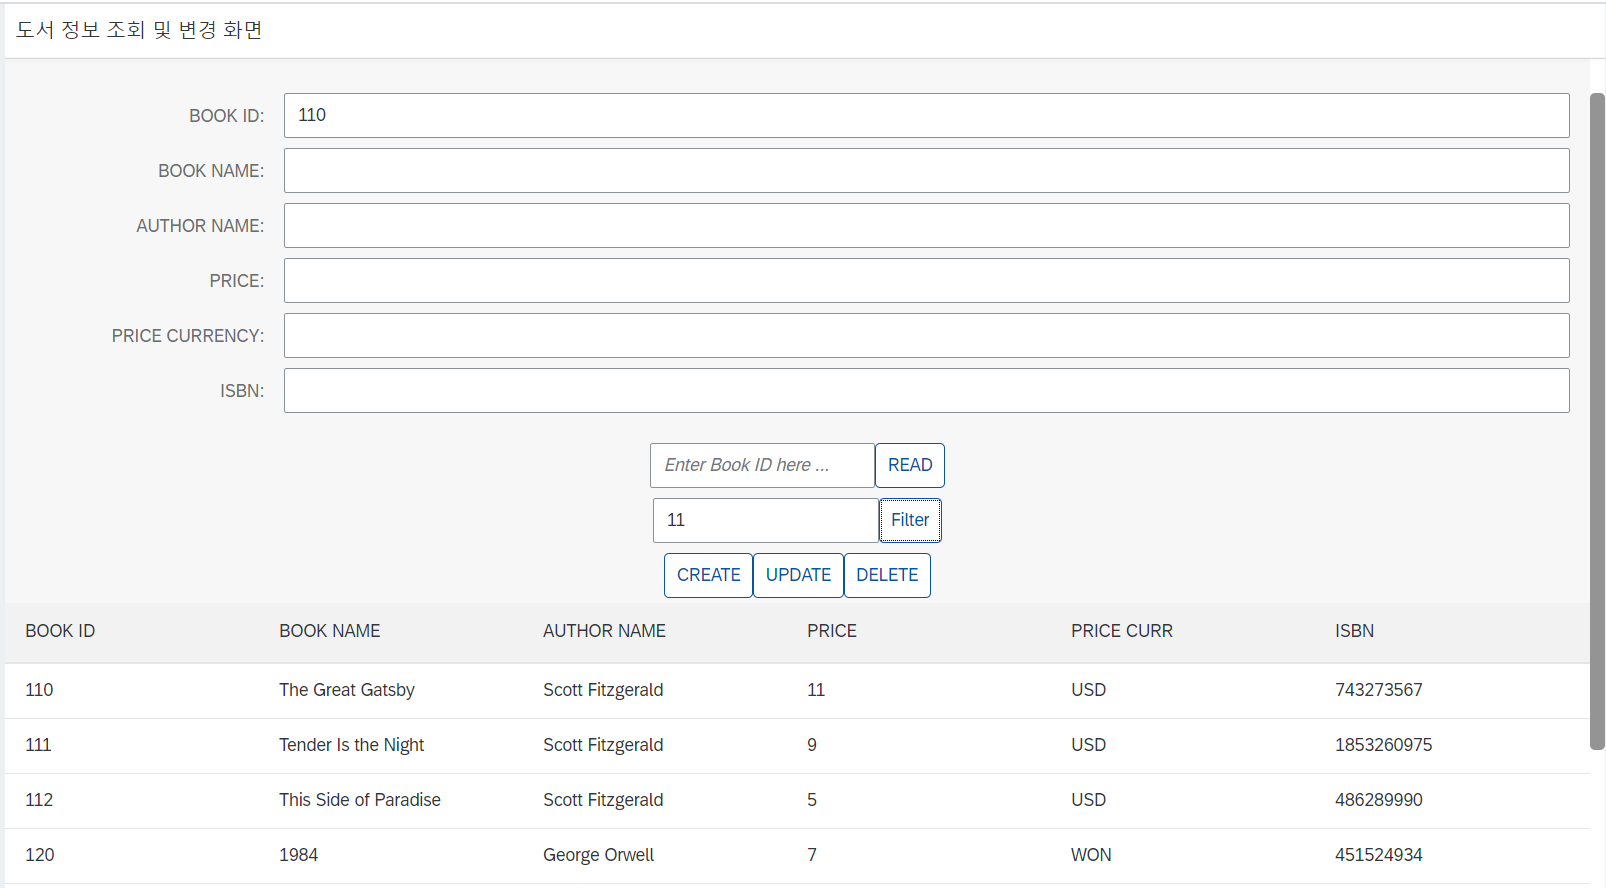 도서 정보 조회 및 변경 화면
BOOK ID: 110
BOOK NAME:
AUTHOR NAME:
PRICE:
PRICE CURRENCY:
ISBN:
Enter Book ID here ... READ
11 Filter
CREATE UPDATE DELETE
BOOK ID BOOK NAME AUTHOR NAME PRICE PRICE CURR ISBN
110 The Great Gatsby Scott Fitzgerald 11 USD 743273567
111 Tender Is the Night Scott Fitzgerald 9 USD 1853260975
112 This Side of Paradise Scott Fitzgerald 5 USD 486289990
120 1984 George Orwell 7 WON 451524934